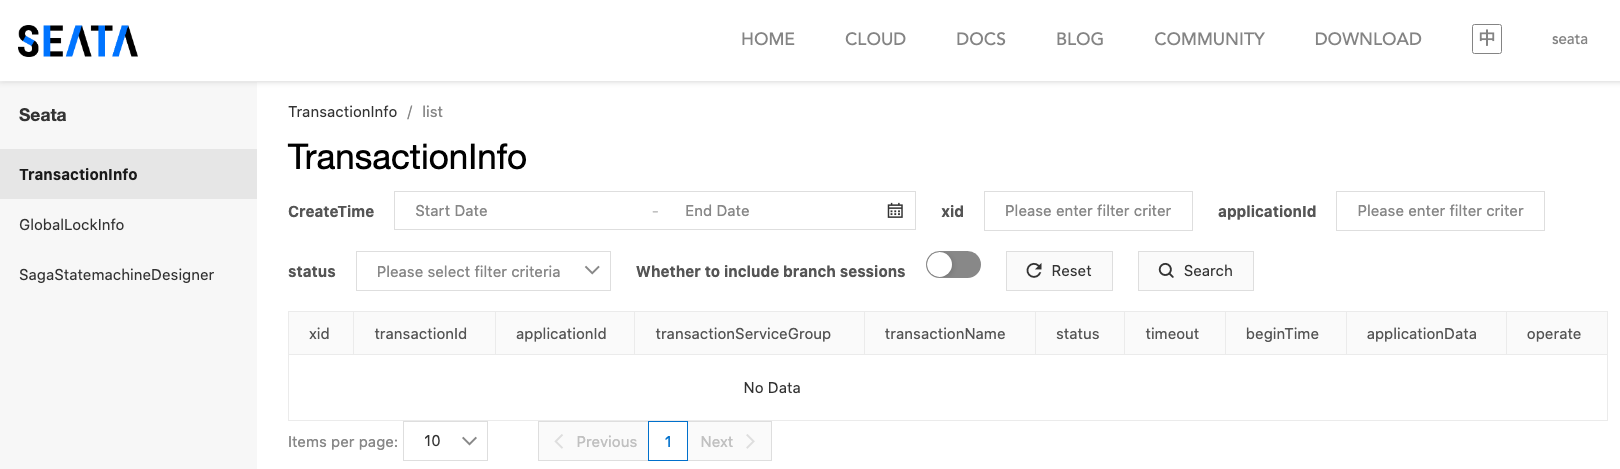 SEATA HOME CLOUD DOCS BLOG COMMUNITY DOWNLOAD 中 seata
Seata
TransactionInfo
GlobalLockInfo
SagaStatemachineDesigner
TransactionInfo / list
TransactionInfo
CreateTime Start Date - End Date xid Please enter filter criter applicationId Please enter filter criter
status Please select filter criteria Whether to include branch sessions Reset Search
xid transactionId applicationId transactionServiceGroup transactionName status timeout beginTime applicationData operate
No Data
Items per page: 10 Previous 1 Next